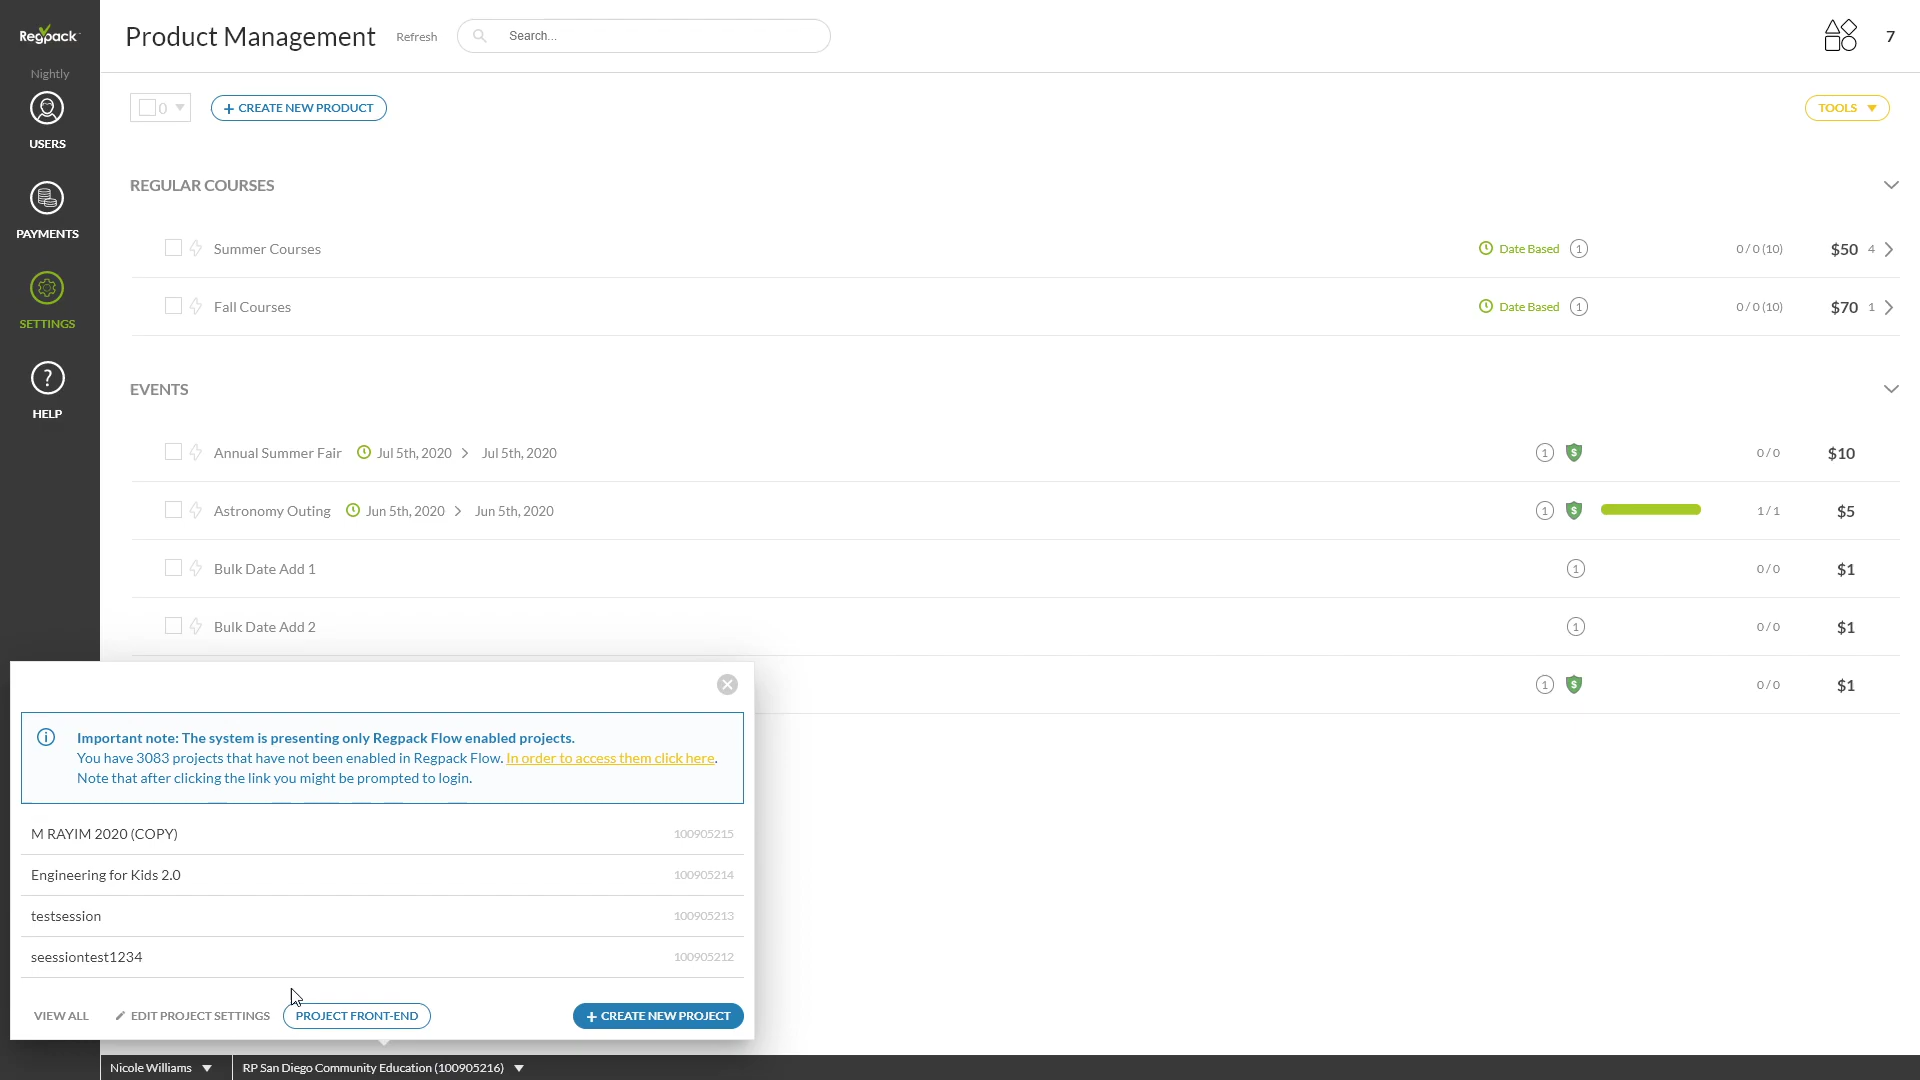 Regpack
Nightly
USERS
PAYMENTS
SETTINGS
?
HELP
Product Management
Refresh
Search...
7
0
+ CREATE NEW PRODUCT
TOOLS
REGULAR COURSES
Summer Courses
Date Based
1
0 / 0 (10)
$50
4
Fall Courses
Date Based
1
0 / 0 (10)
$70
1
EVENTS
Annual Summer Fair
Jul 5th, 2020 > Jul 5th, 2020
1
$
0 / 0
$10
Astronomy Outing
Jun 5th, 2020 > Jun 5th, 2020
1
$
1 / 1
$5
Bulk Date Add 1
1
0 / 0
$1
Bulk Date Add 2
1
0 / 0
$1
1
$
0 / 0
$1
Important note: The system is presenting only Regpack Flow enabled projects.
You have 3083 projects that have not been enabled in Regpack Flow. In order to access them click here.
Note that after clicking the link you might be prompted to login.
M RAYIM 2020 (COPY)
100905215
Engineering for Kids 2.0
100905214
testsession
100905213
seessiontest1234
100905212
VIEW ALL
EDIT PROJECT SETTINGS
PROJECT FRONT-END
+ CREATE NEW PROJECT
Nicole Williams
RP San Diego Community Education (100905216)